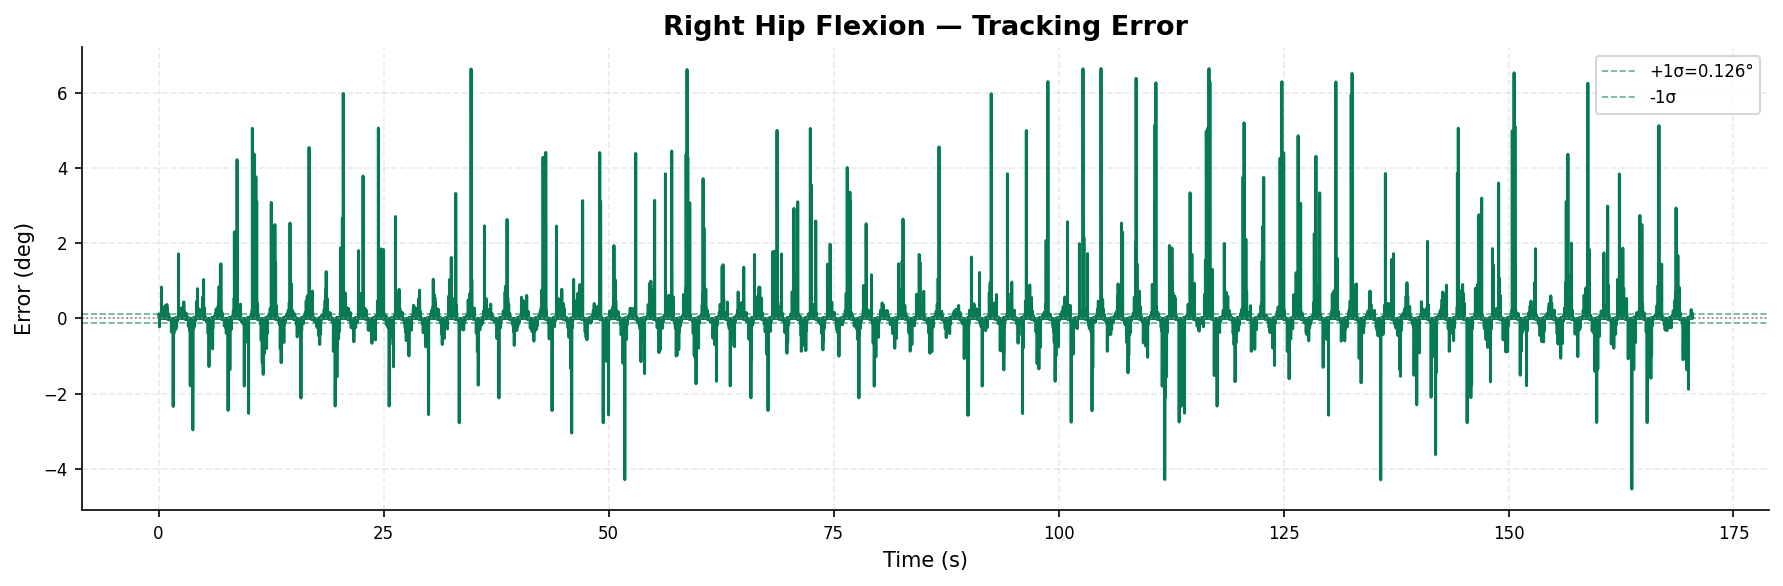 Right Hip Flexion — Tracking Error
+1σ=0.126°
-1σ
Error (deg)
6
4
2
0
−2
−4
0
25
50
75
100
125
150
175
Time (s)